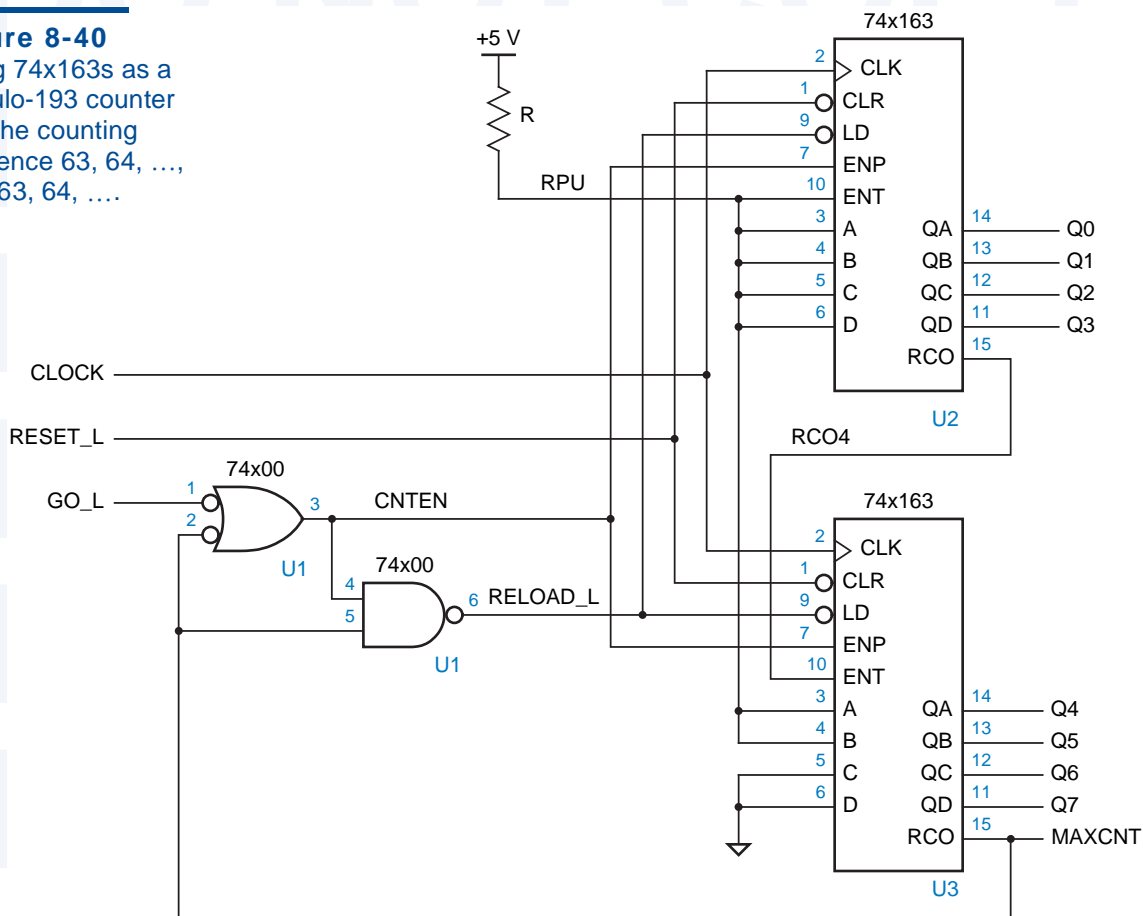 re 8-40
74x163s as a
ulo-193 counter
he counting
ence 63, 64, …,
63, 64, ….
+5 V
R
RPU
74x163
2 CLK
1 CLR
9 LD
7 ENP
10 ENT
3 A QA 14 Q0
4 B QB 13 Q1
5 C QC 12 Q2
6 D QD 11 Q3
RCO 15
U2
CLOCK
RESET_L
RCO4
GO_L
74x00
1
2
3
U1
CNTEN
74x00
4
5
6 RELOAD_L
U1
74x163
2 CLK
1 CLR
9 LD
7 ENP
10 ENT
3 A QA 14 Q4
4 B QB 13 Q5
5 C QC 12 Q6
6 D QD 11 Q7
RCO 15 MAXCNT
U3